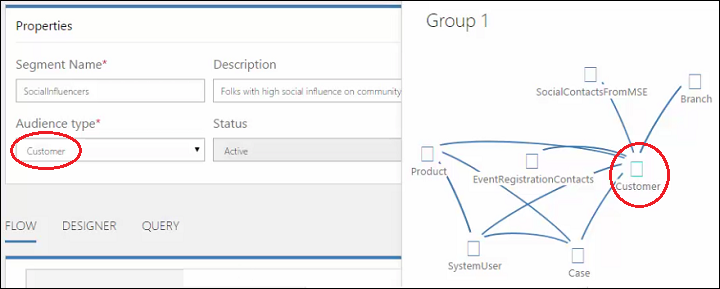 Properties
Segment Name*
Description
SocialInfluencers
Folks with high social influence on community
Audience type*
Status
Customer
Active
FLOW
DESIGNER
QUERY
Group 1
SocialContactsFromMSE
Branch
Product
EventRegistrationContacts
Customer
SystemUser
Case